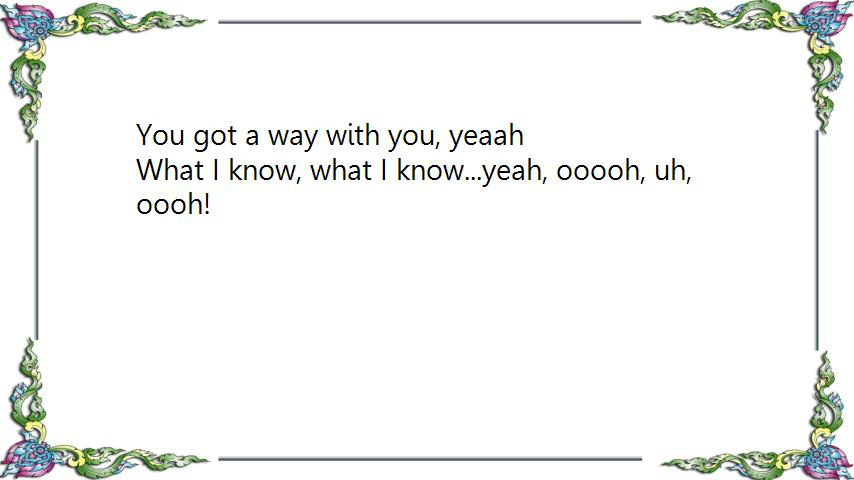 You got a way with you, yeaah
What I know, what I know...yeah, ooooh, uh,
oooh!